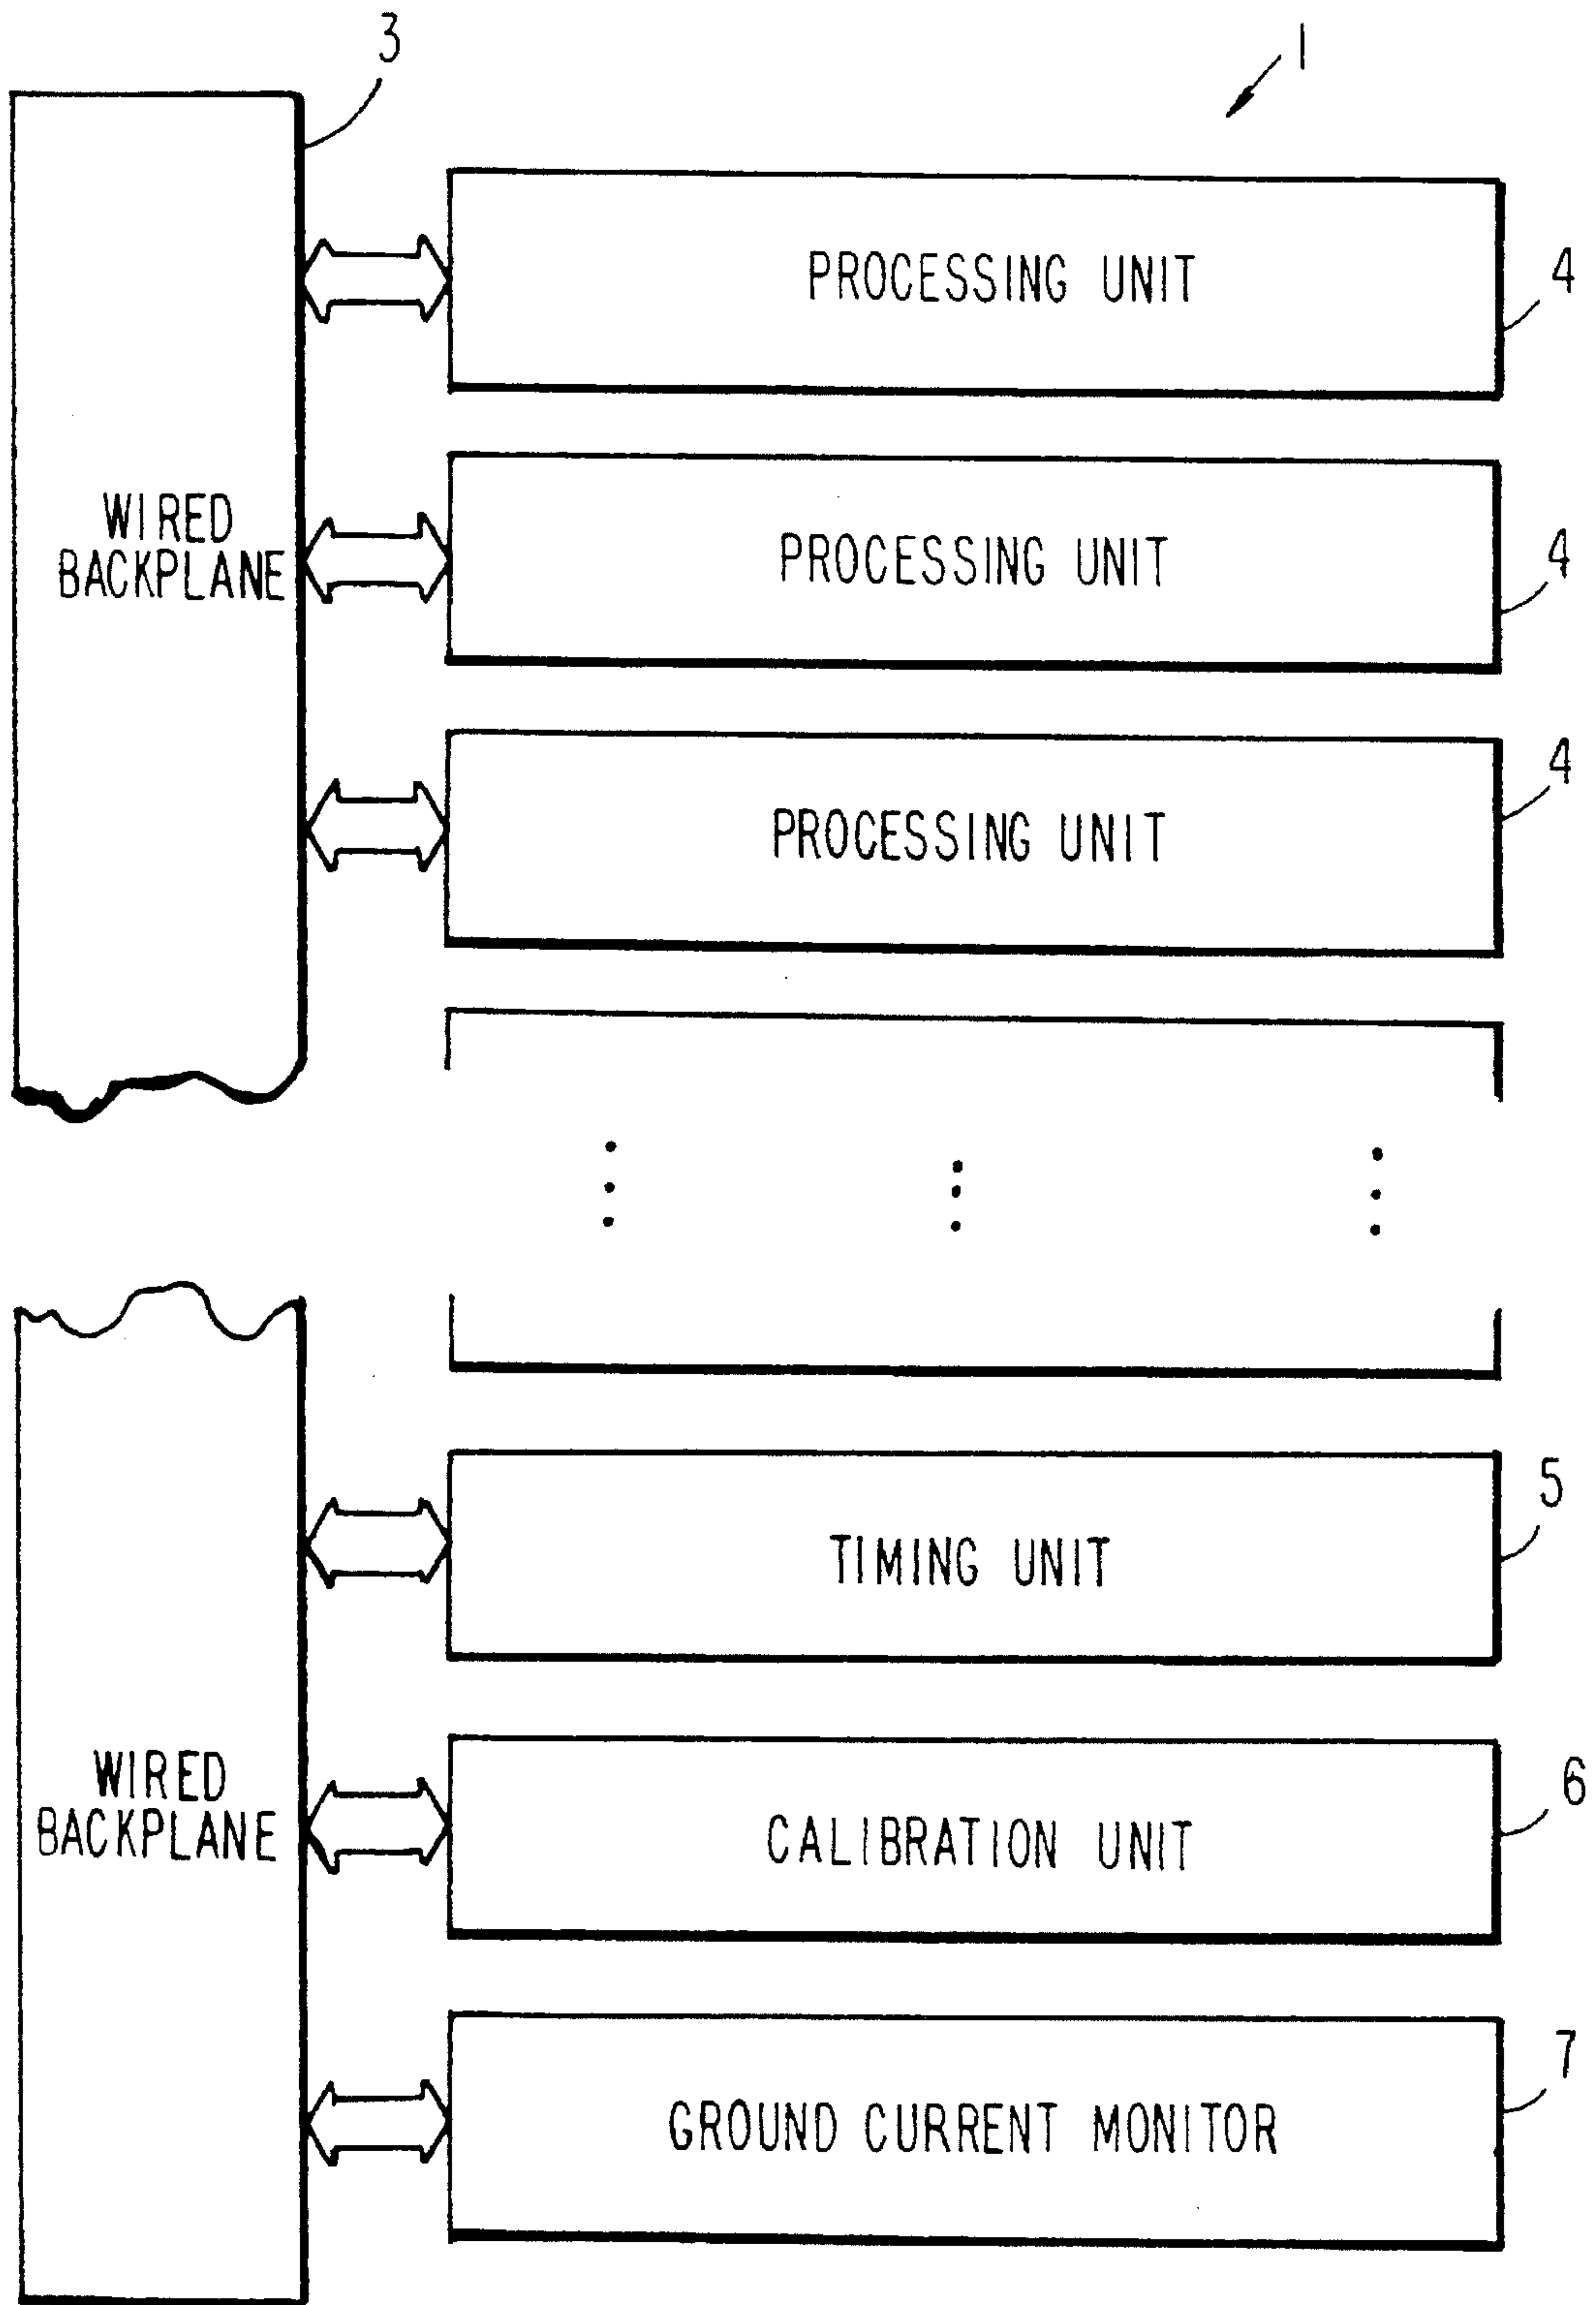 3
1
PROCESSING UNIT
4
WIRED
BACKPLANE
PROCESSING UNIT
4
PROCESSING UNIT
4
TIMING UNIT
5
WIRED
BACKPLANE
CALIBRATION UNIT
6
GROUND CURRENT MONITOR
7